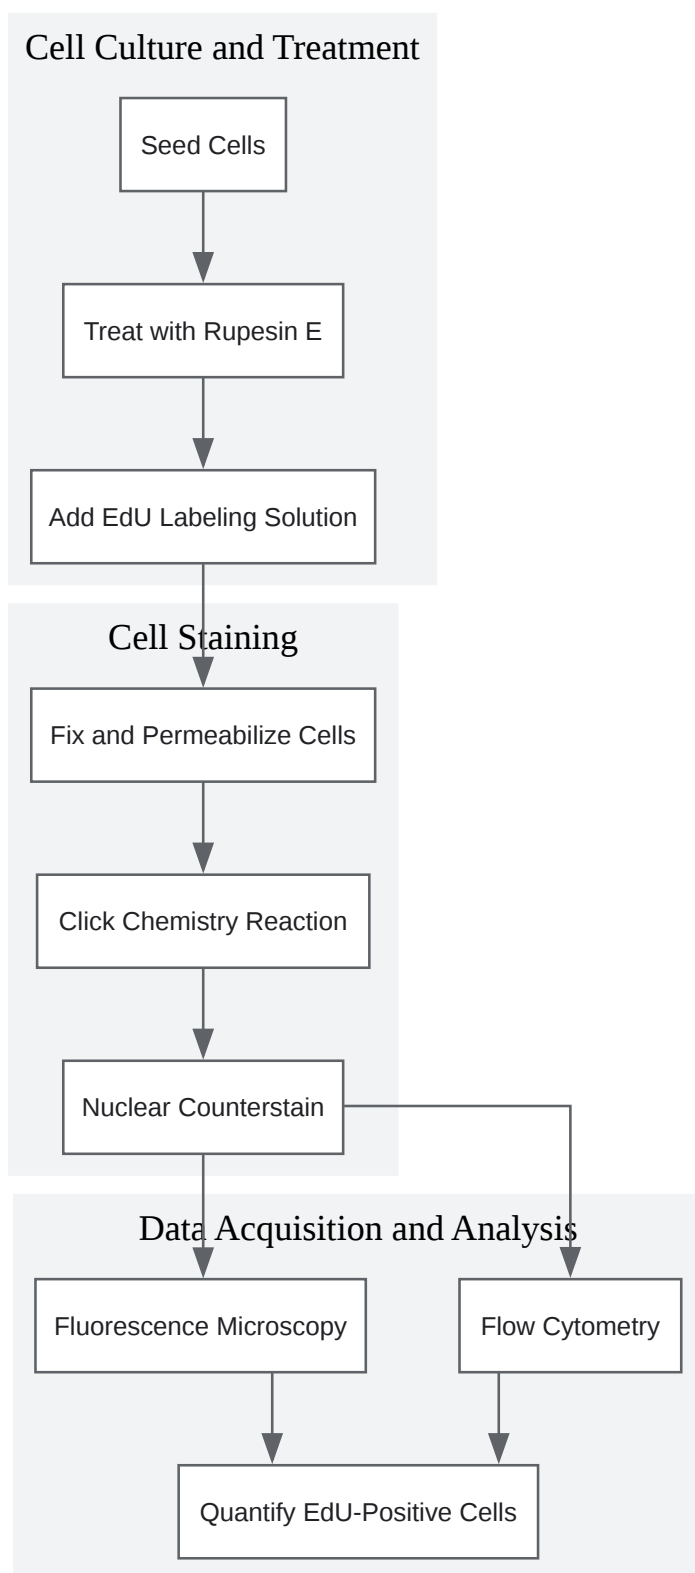 Cell Culture and Treatment
Seed Cells
Treat with Rupesin E
Add EdU Labeling Solution
Cell Staining
Fix and Permeabilize Cells
Click Chemistry Reaction
Nuclear Counterstain
Data Acquisition and Analysis
Fluorescence Microscopy
Flow Cytometry
Quantify EdU-Positive Cells